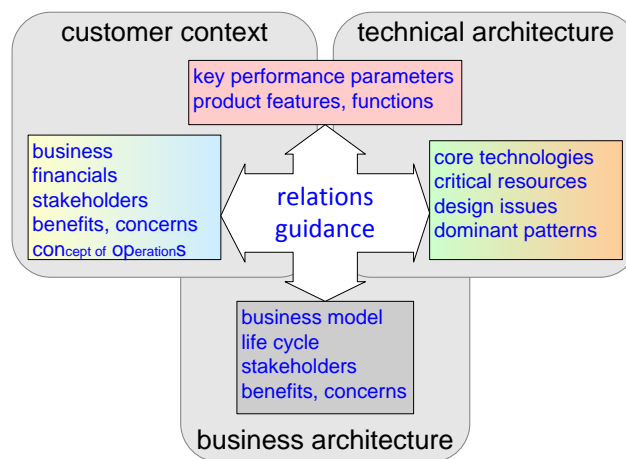 customer context
technical architecture
key performance parameters
product features, functions
business
financials
stakeholders
benefits, concerns
concept of operations
relations
guidance
core technologies
critical resources
design issues
dominant patterns
business model
life cycle
stakeholders
benefits, concerns
business architecture